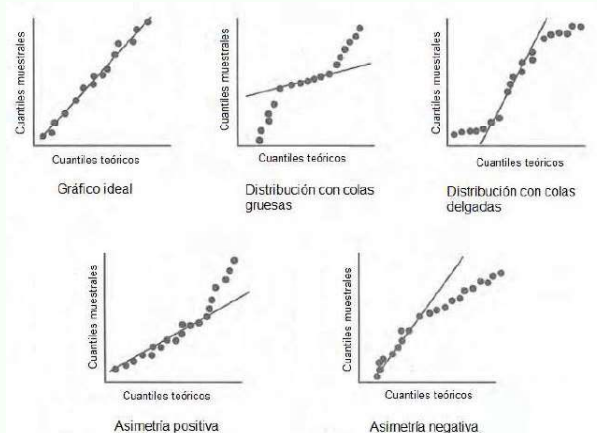 Cuantiles muestrales
Cuantiles teóricos
Gráfico ideal
Cuantiles muestrales
Cuantiles teóricos
Distribución con colas
gruesas
Cuantiles muestrales
Cuantiles teóricos
Distribución con colas
delgadas
Cuantiles muestrales
Cuantiles teóricos
Asimetría positiva
Cuantiles muestrales
Cuantiles teóricos
Asimetría negativa